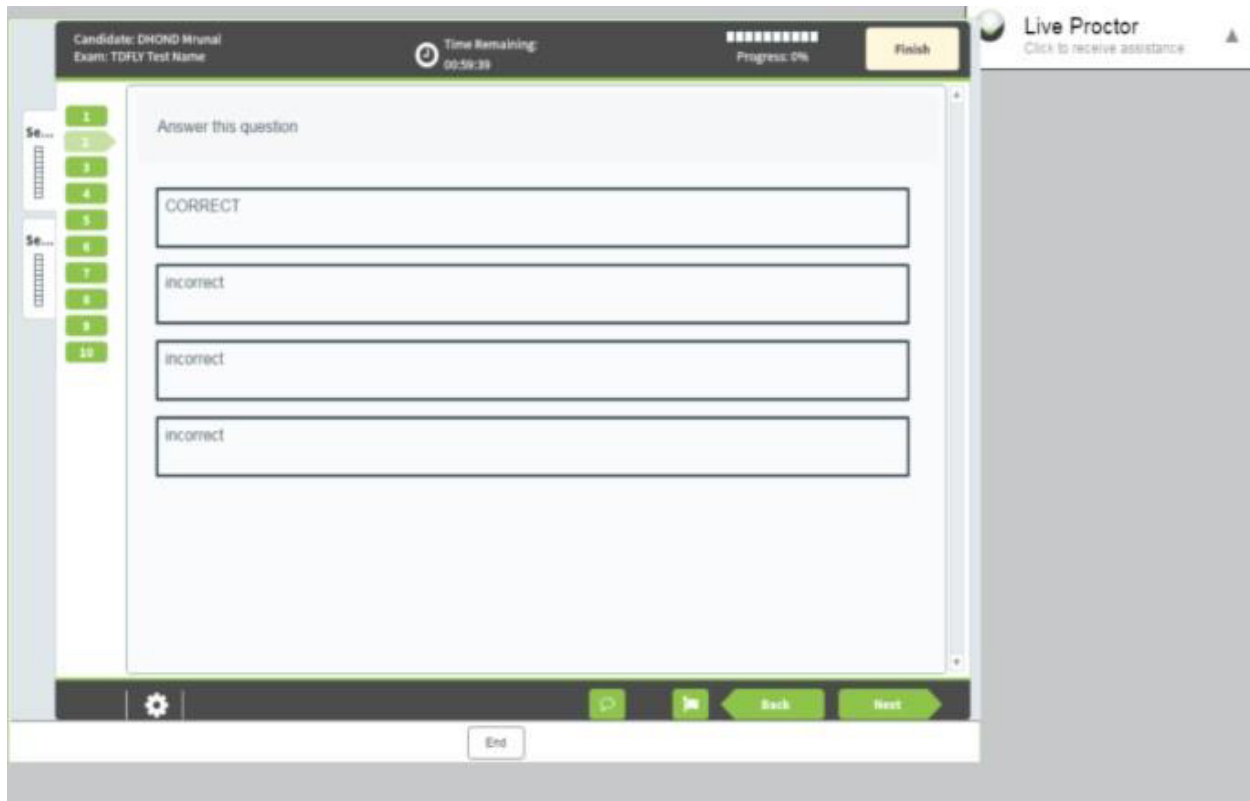 Candidate: DHOND Mrunal
Exam: TDFLY Test Name
Time Remaining:
00:59:39
Progress: 0%
Finish
Live Proctor
Click to receive assistance
Se...
Se...
1
2
3
4
5
6
7
8
9
10
Answer this question
CORRECT
incorrect
incorrect
incorrect
Back
Next
End